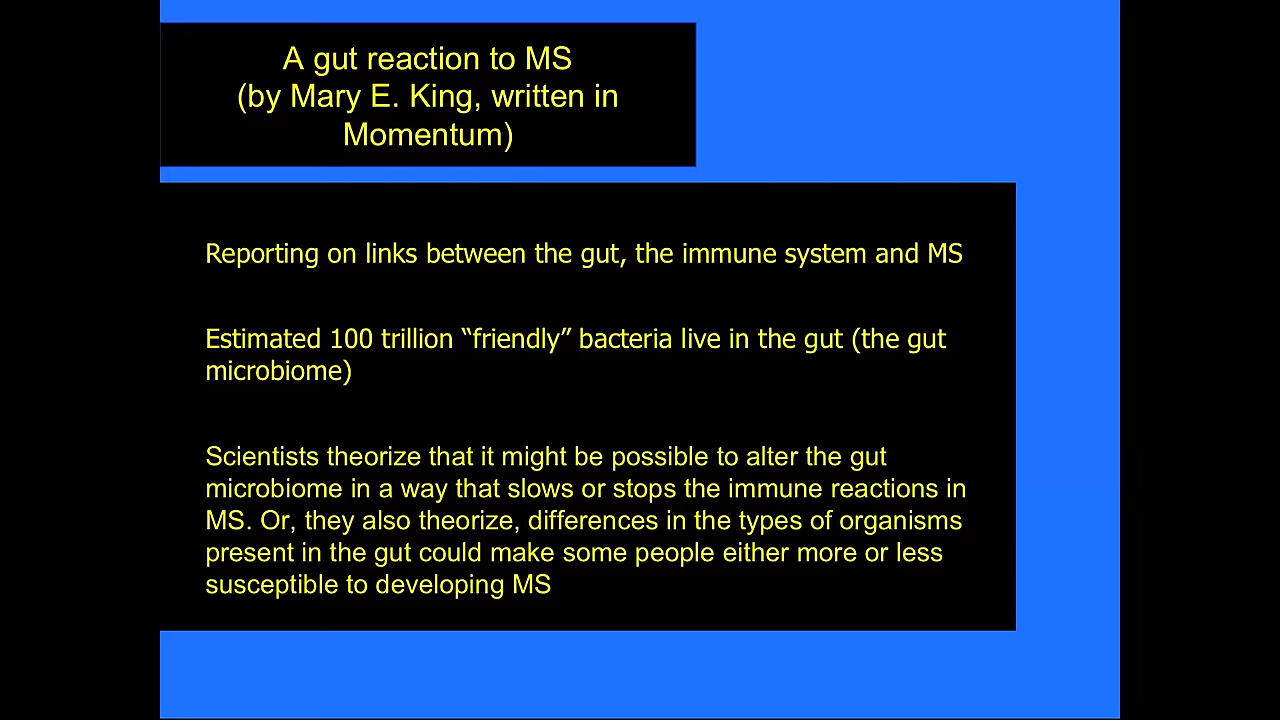 A gut reaction to MS
(by Mary E. King, written in
Momentum)
Reporting on links between the gut, the immune system and MS
Estimated 100 trillion “friendly” bacteria live in the gut (the gut
microbiome)
Scientists theorize that it might be possible to alter the gut
microbiome in a way that slows or stops the immune reactions in
MS. Or, they also theorize, differences in the types of organisms
present in the gut could make some people either more or less
susceptible to developing MS